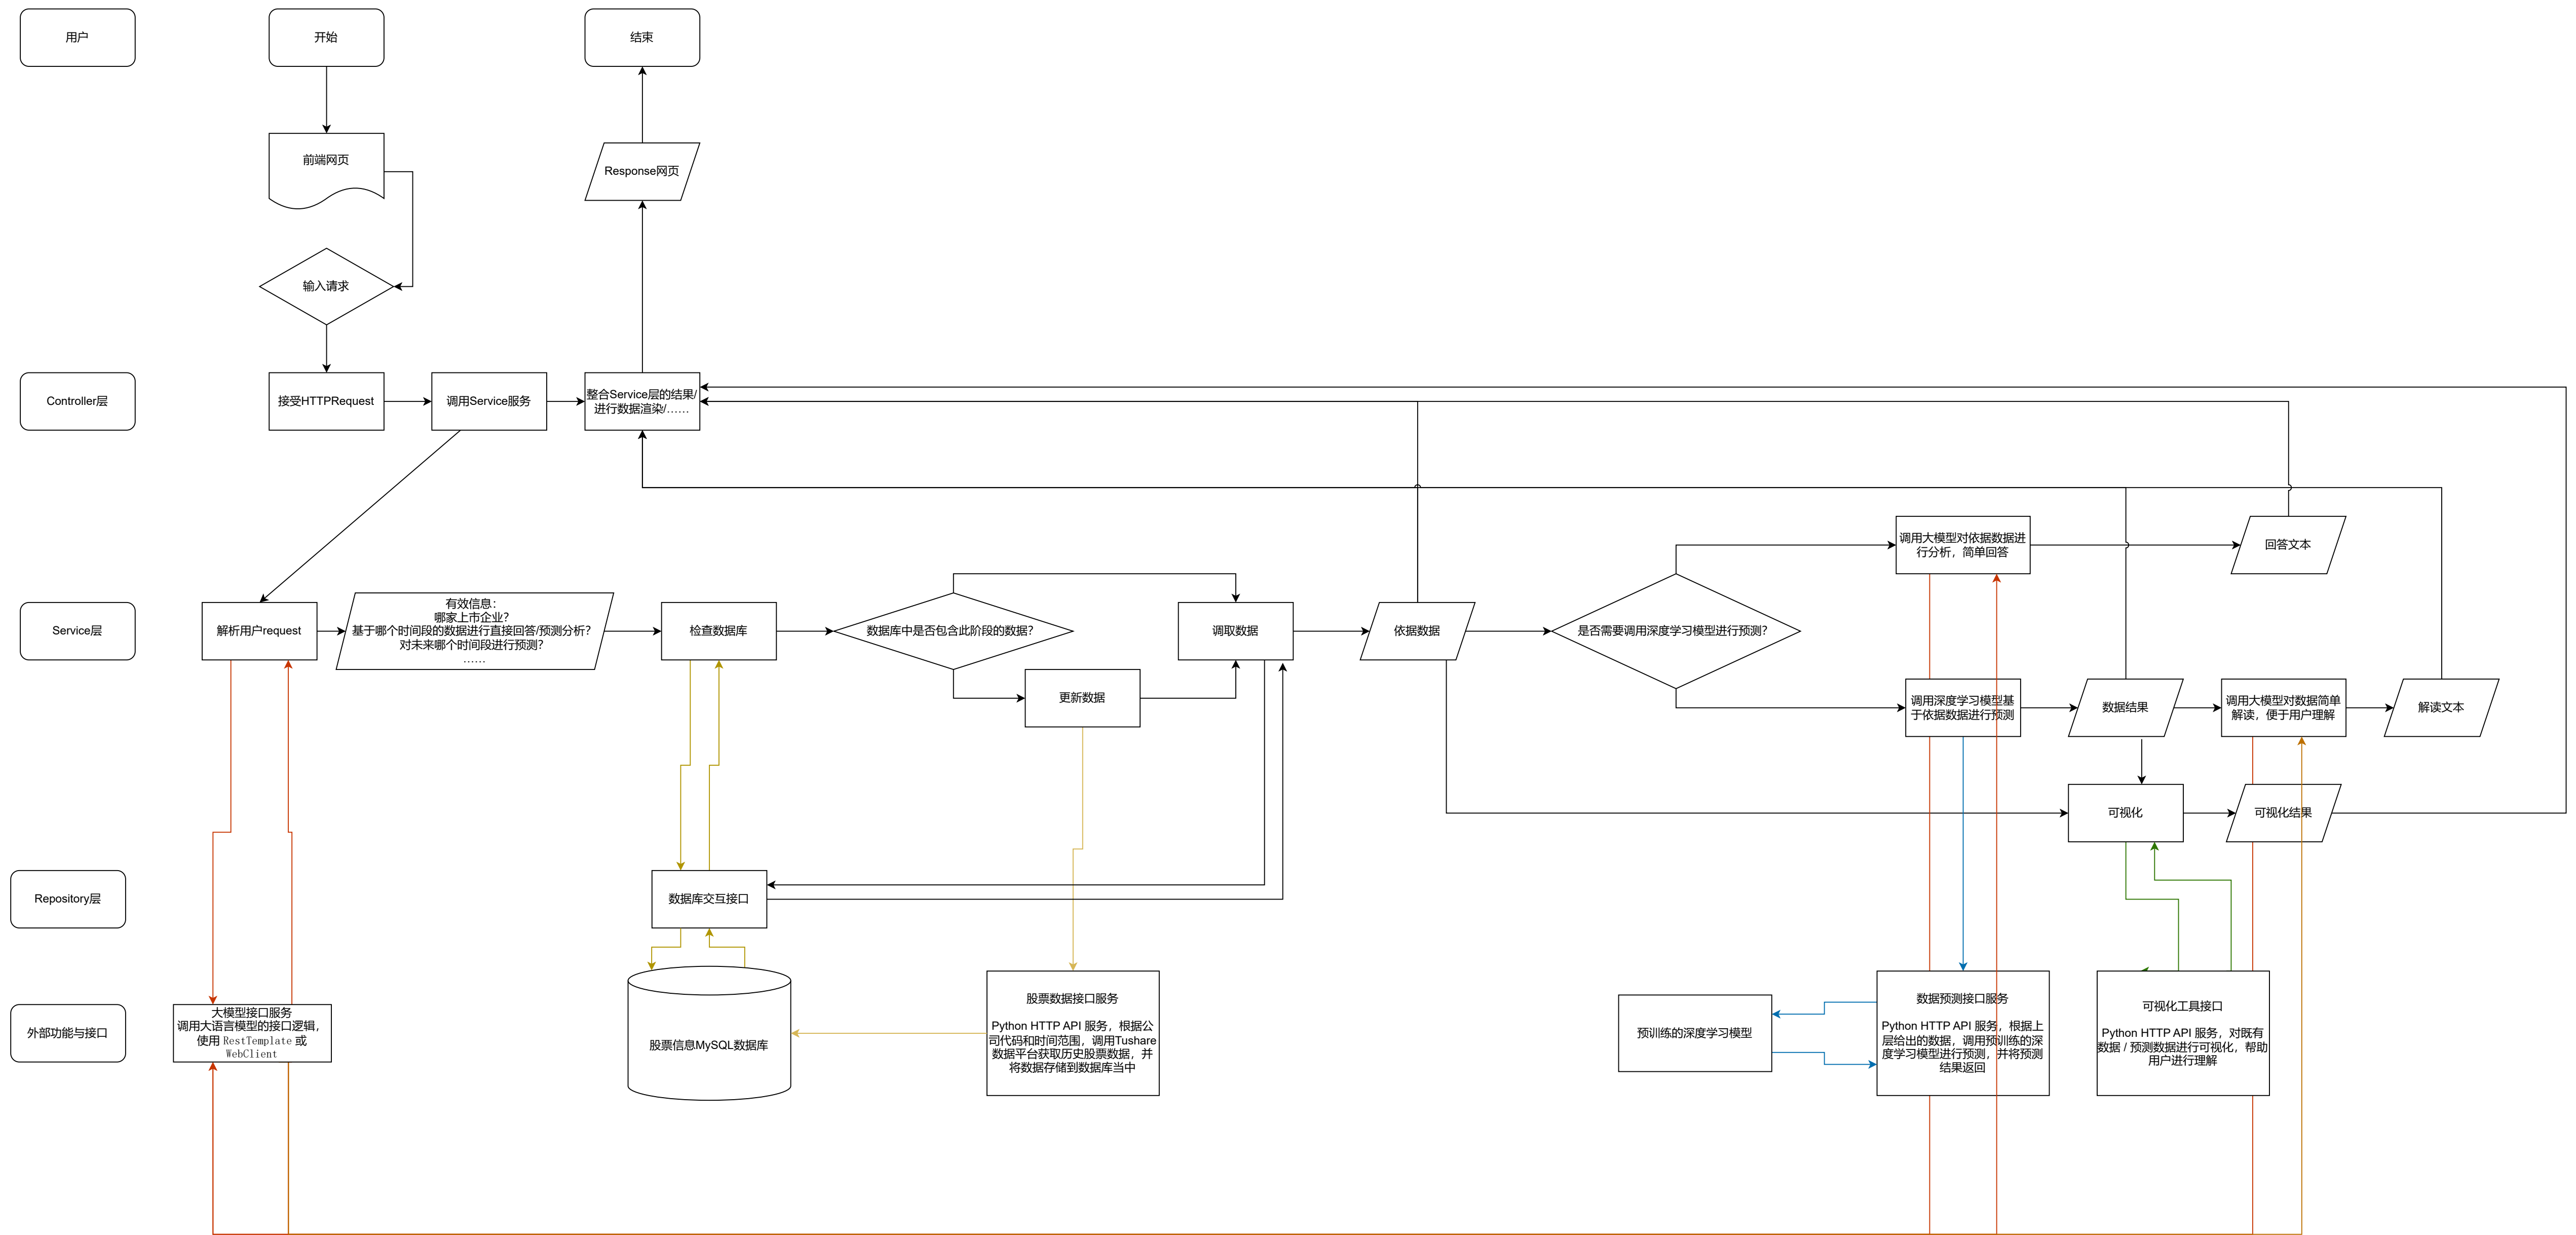 用户
开始
结束
前端网页
Response网页
输入请求
Controller层
接受HTTPRequest
调用Service服务
整合Service层的结果/
进行数据渲染/……
调用大模型对依据数据进
行分析，简单回答
回答文本
Service层
解析用户request
有效信息：
哪家上市企业？
基于哪个时间段的数据进行直接回答/预测分析？
对未来哪个时间段进行预测？
……
检查数据库
数据库中是否包含此阶段的数据？
更新数据
调取数据
依据数据
是否需要调用深度学习模型进行预测？
调用深度学习模型基
于依据数据进行预测
数据结果
调用大模型对数据简单
解读，便于用户理解
解读文本
可视化
可视化结果
Repository层
数据库交互接口
外部功能与接口
大模型接口服务
调用大语言模型的接口逻辑，
使用 RestTemplate 或
WebClient
股票信息MySQL数据库
股票数据接口服务
Python HTTP API 服务，根据公
司代码和时间范围，调用Tushare
数据平台获取历史股票数据，并
将数据存储到数据库当中
预训练的深度学习模型
数据预测接口服务
Python HTTP API 服务，根据上
层给出的数据，调用预训练的深
度学习模型进行预测，并将预测
结果返回
可视化工具接口
Python HTTP API 服务，对既有
数据 / 预测数据进行可视化，帮助
用户进行理解